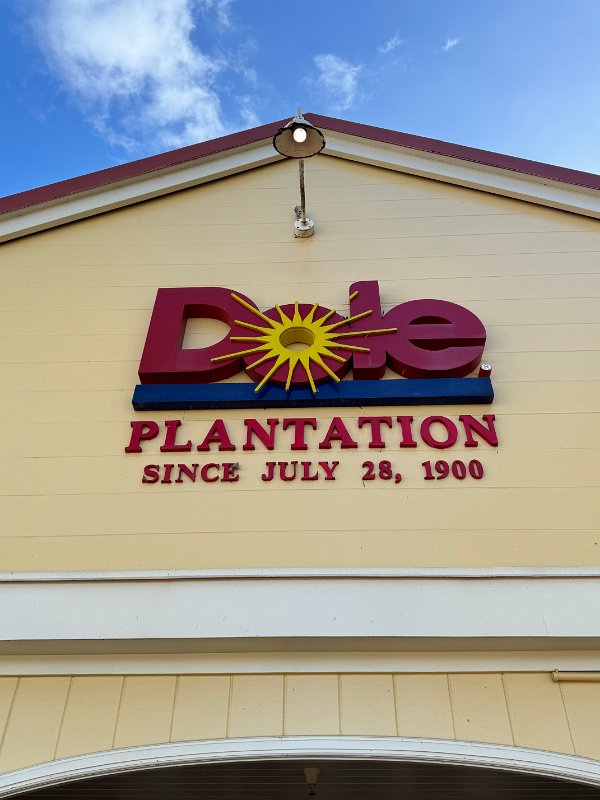 Dole®
PLANTATION
SINCE JULY 28, 1900